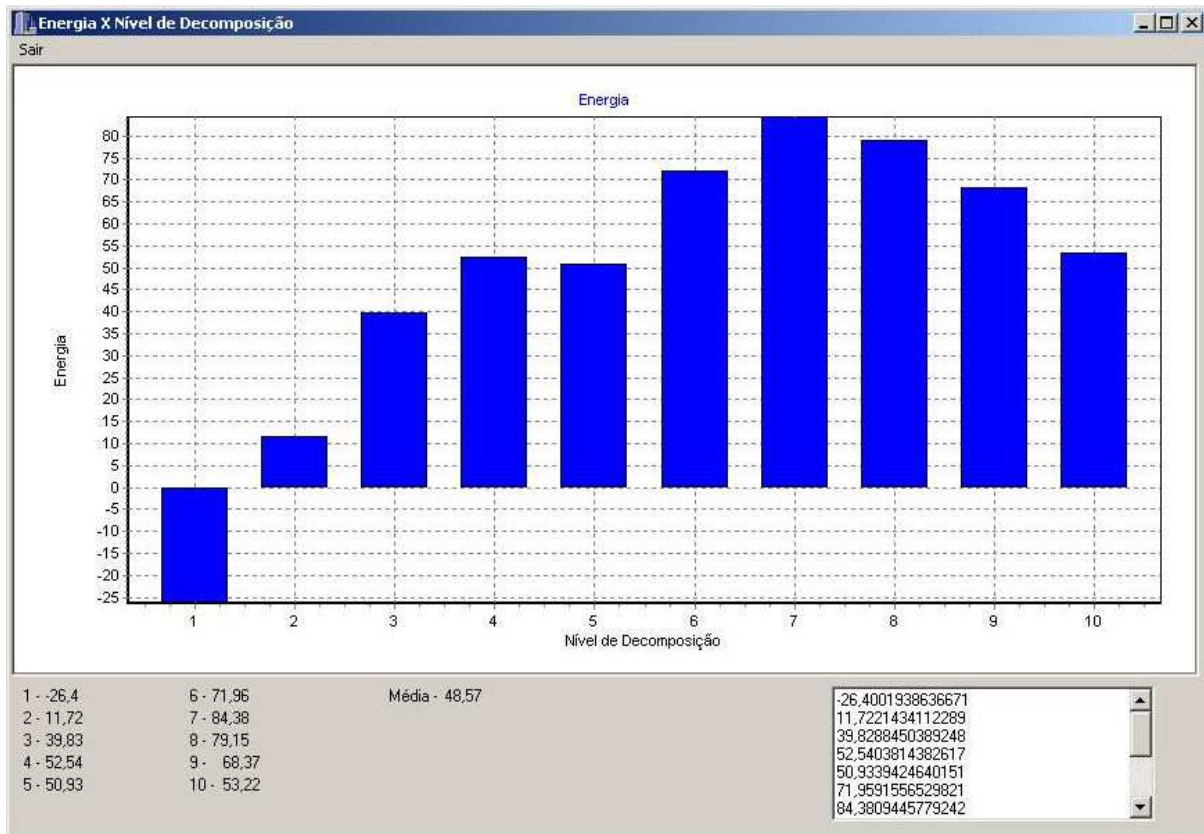 Energia X Nível de Decomposição
Sair
Energia
80
75
70
65
60
55
50
45
40
35
30
25
20
15
10
5
0
-5
-10
-15
-20
-25
Energia
1 2 3 4 5 6 7 8 9 10
Nível de Decomposição
1 - -26,4
2 - 11,72
3 - 39,83
4 - 52,54
5 - 50,93
6 - 71,96
7 - 84,38
8 - 79,15
9 - 68,37
10 - 53,22
Média - 48,57
-26,4001938636671
11,7221434112289
39,8288450389248
52,5403814382617
50,9339424640151
71,9591556529821
84,3809445779242